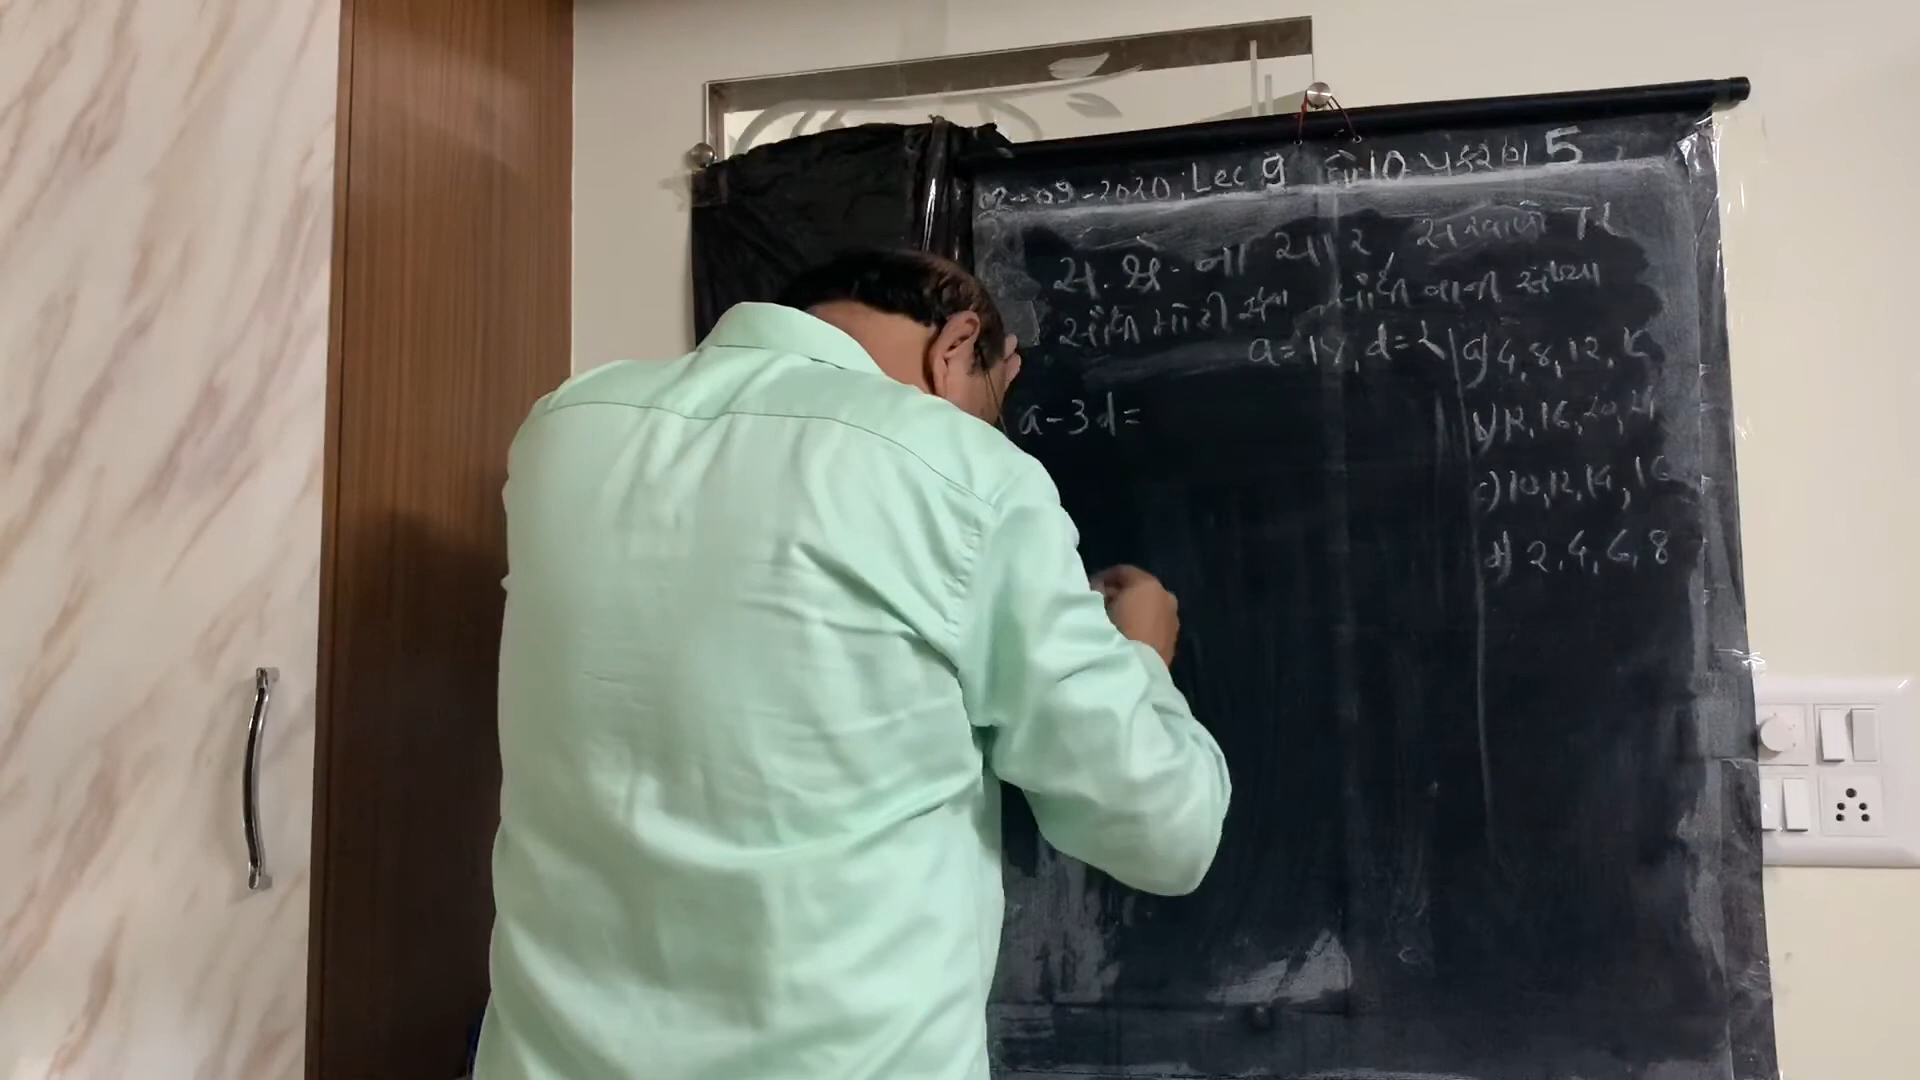 02-09-2020, Lec 9 ધો 10 પ્રકરણ 5
સ. શ્રે. ના ચાર, સરવાળો 72
a=18, d=2
a-3d=
a) 4, 8, 12, 16
b) 12, 16, 20, 24
c) 10, 12, 14, 16
d) 2, 4, 6, 8